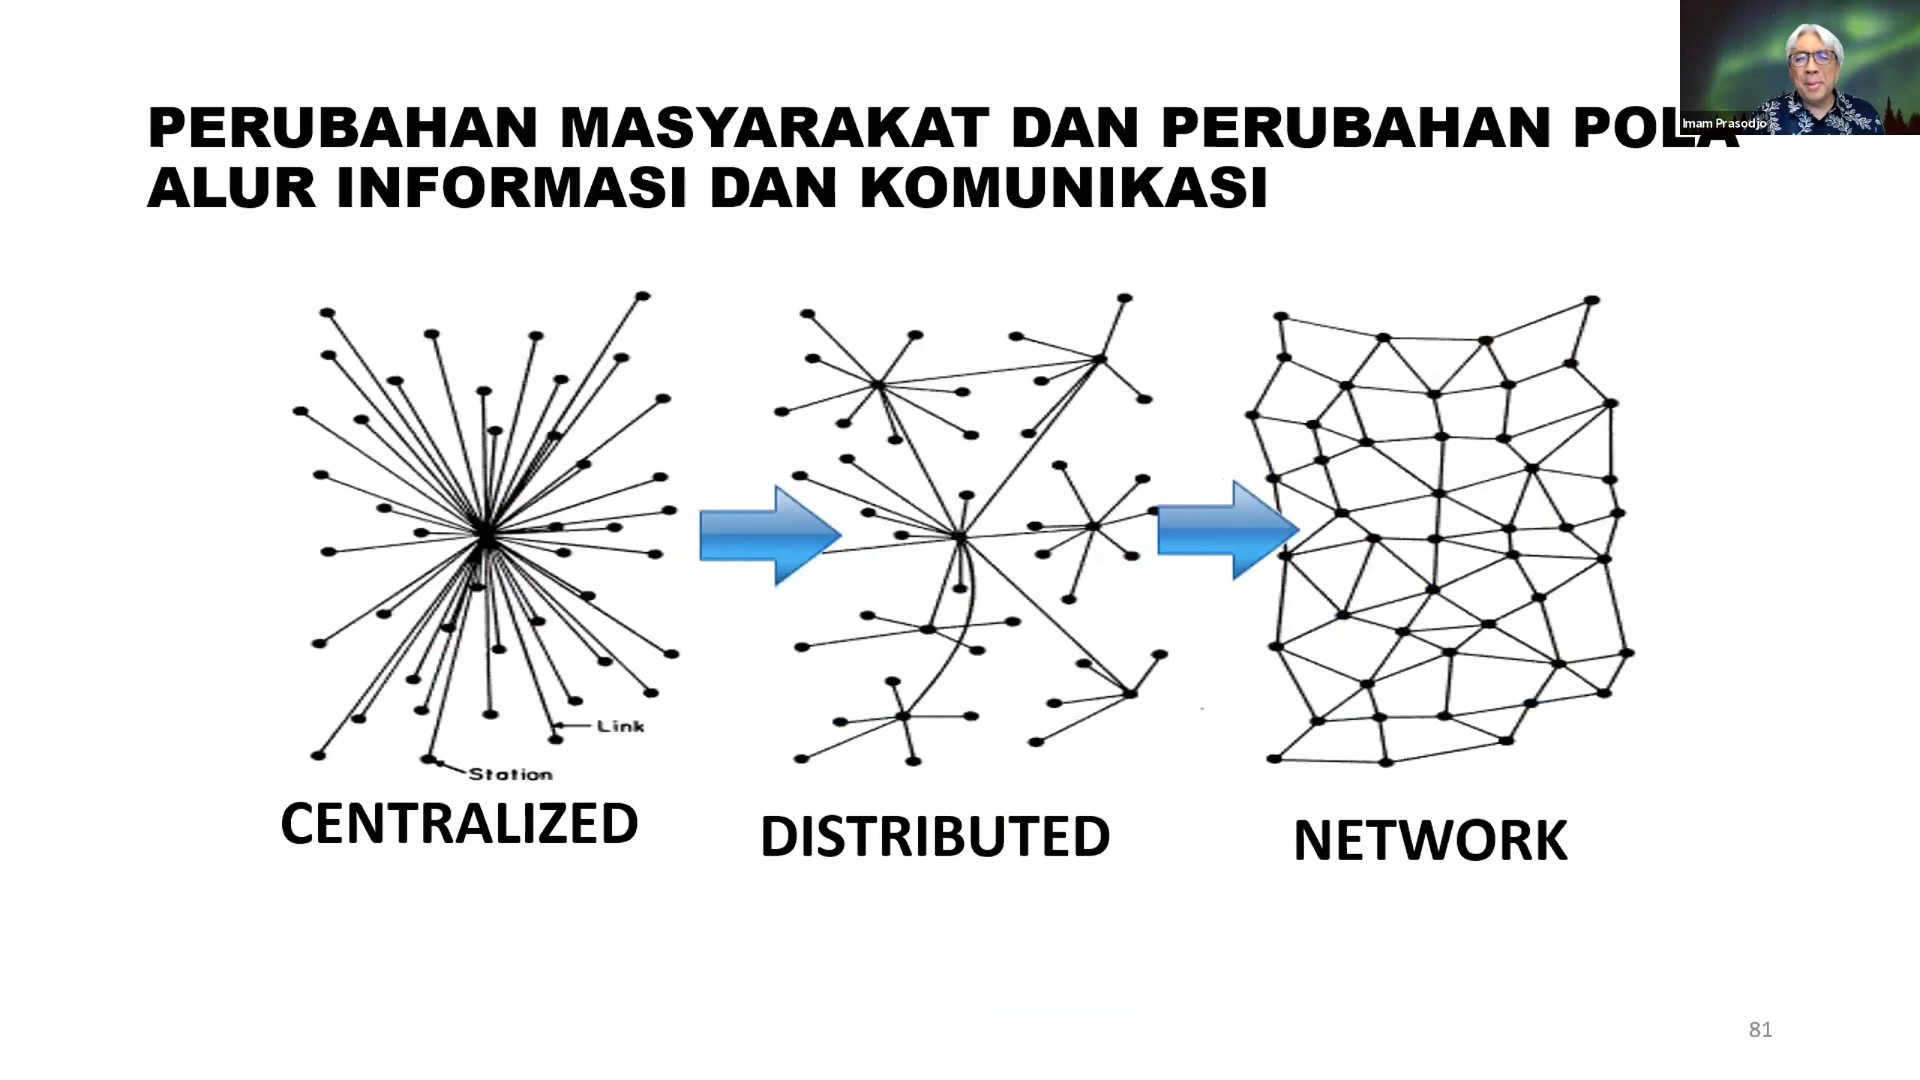 PERUBAHAN MASYARAKAT DAN PERUBAHAN POLA
ALUR INFORMASI DAN KOMUNIKASI
Imam Prasodjo
Link
Station
CENTRALIZED
DISTRIBUTED
NETWORK
81